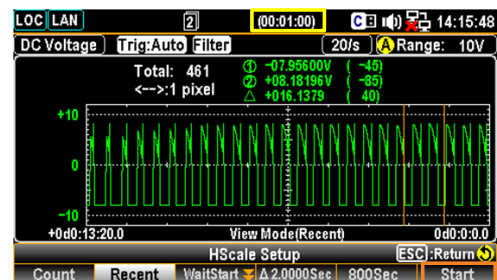 LOC LAN 2 (00:01:00) C 14:15:48
DC Voltage Trig:Auto Filter 20/s A Range: 10V
Total: 461 ① -07.95600V ( -45)
<-->:1 pixel ② +08.18196V ( -85)
△ +016.1379 ( 40)
+10
0
-10
+0d0:13:20.0 View Mode(Recent) 0d0:0:0.0
HScale Setup ESC :Return
Count Recent WaitStart Δ 2.0000Sec 800Sec Start